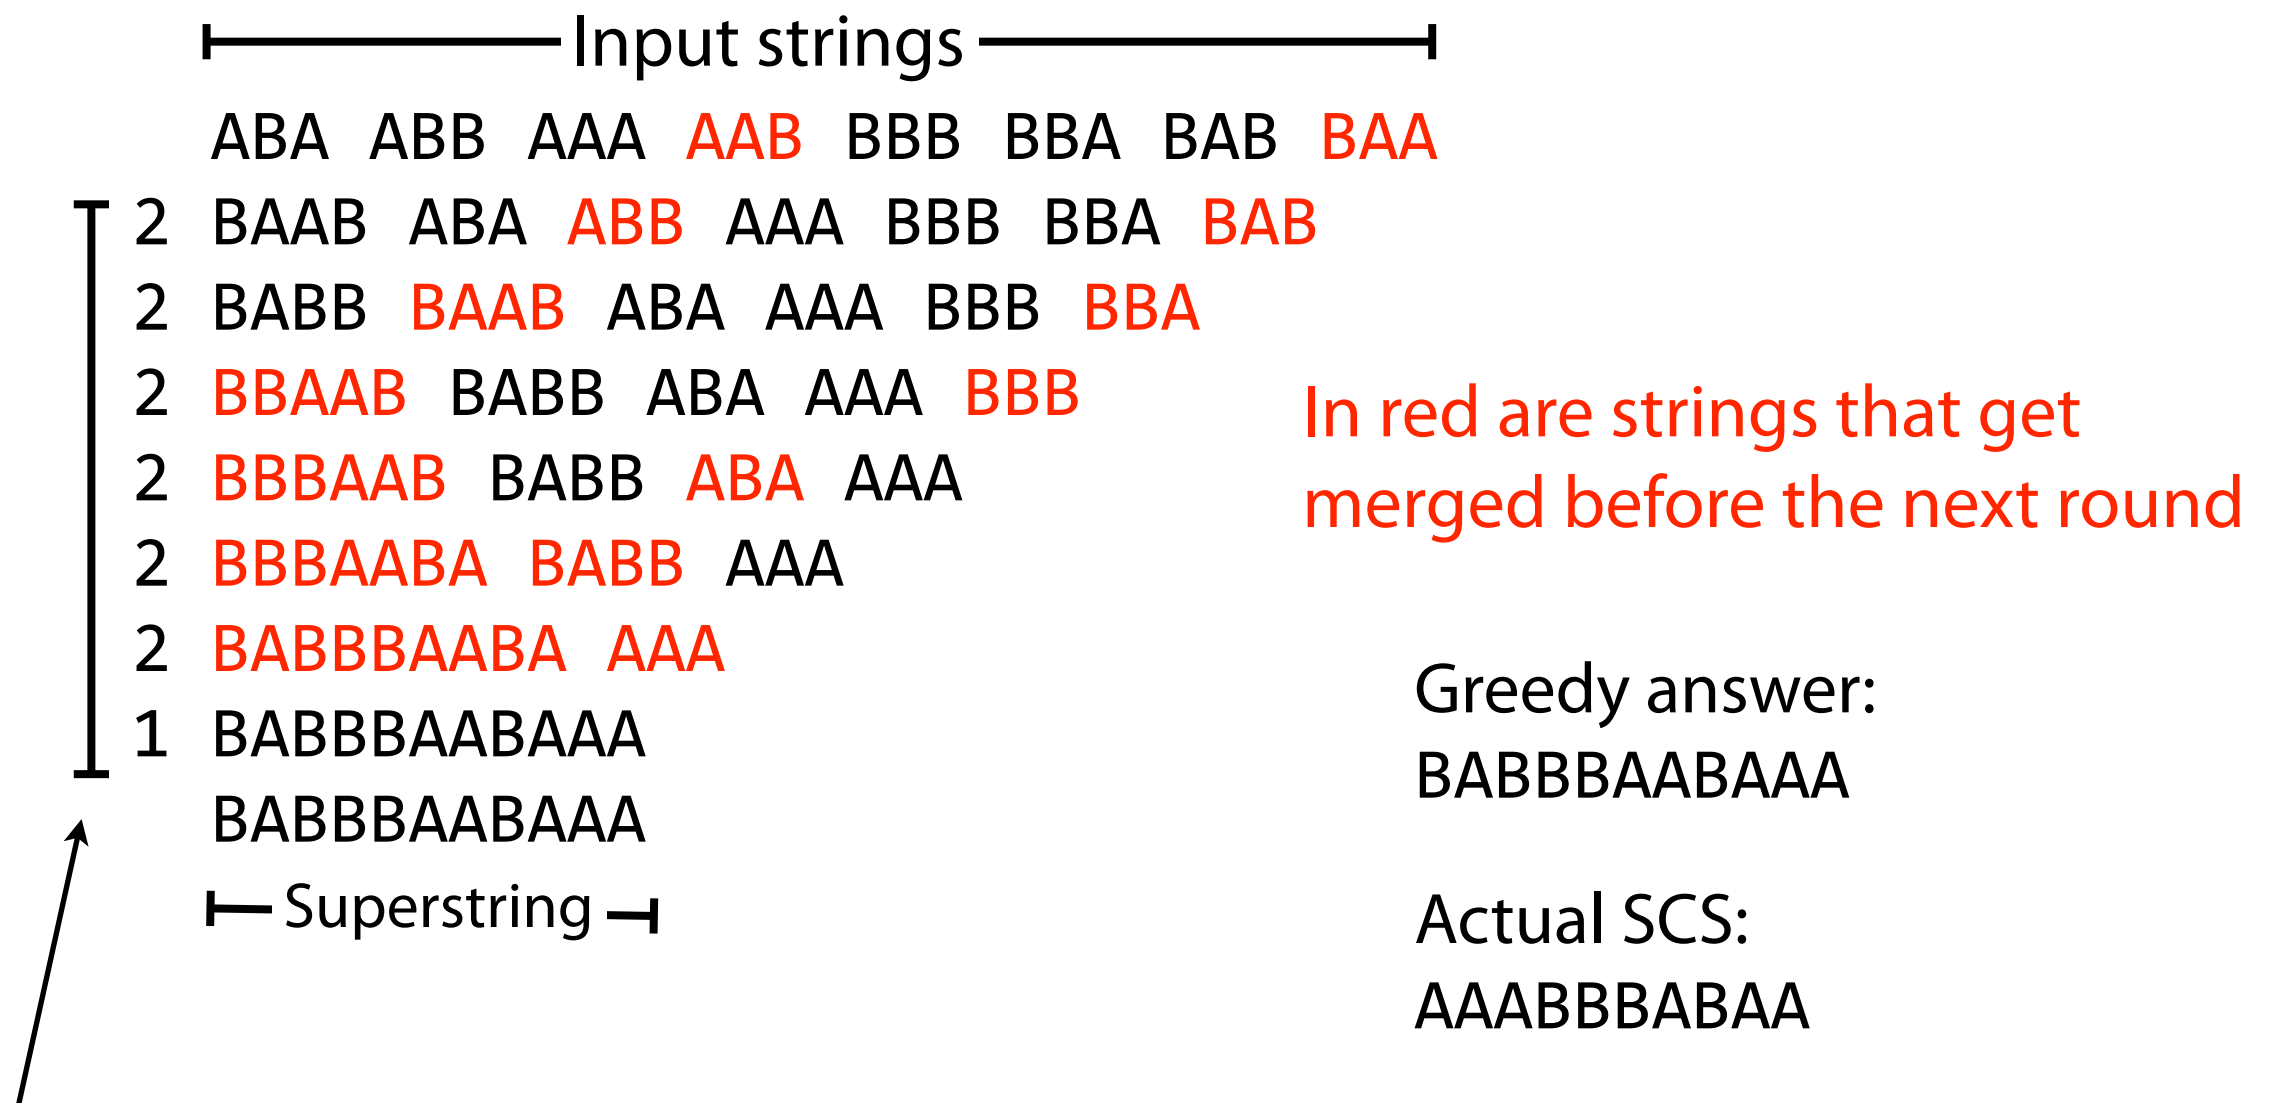 Input strings
ABA ABB AAA AAB BBB BBA BAB BAA
2 BAAB ABA ABB AAA BBB BBA BAB
2 BABB BAAB ABA AAA BBB BBA
2 BBAAB BABB ABA AAA BBB
2 BBBAAB BABB ABA AAA
2 BBBAABA BABB AAA
2 BABBBAABA AAA
1 BABBBAABAAA
BABBBAABAAA
Superstring
In red are strings that get
merged before the next round
Greedy answer:
BABBBAABAAA
Actual SCS:
AAABBBABAA